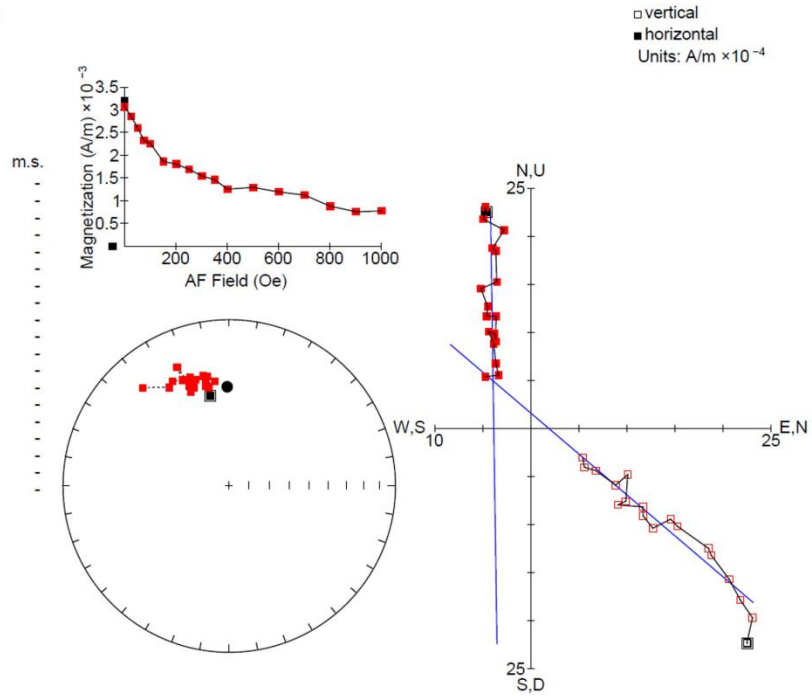 □ vertical
■ horizontal
Units: A/m ×10⁻⁴
Magnetization (A/m) ×10⁻³
3.5
3
2.5
2
1.5
1
0.5
200 400 600 800 1000
AF Field (Oe)
m.s.
N,U
25
W,S
10
E,N
25
25
S,D